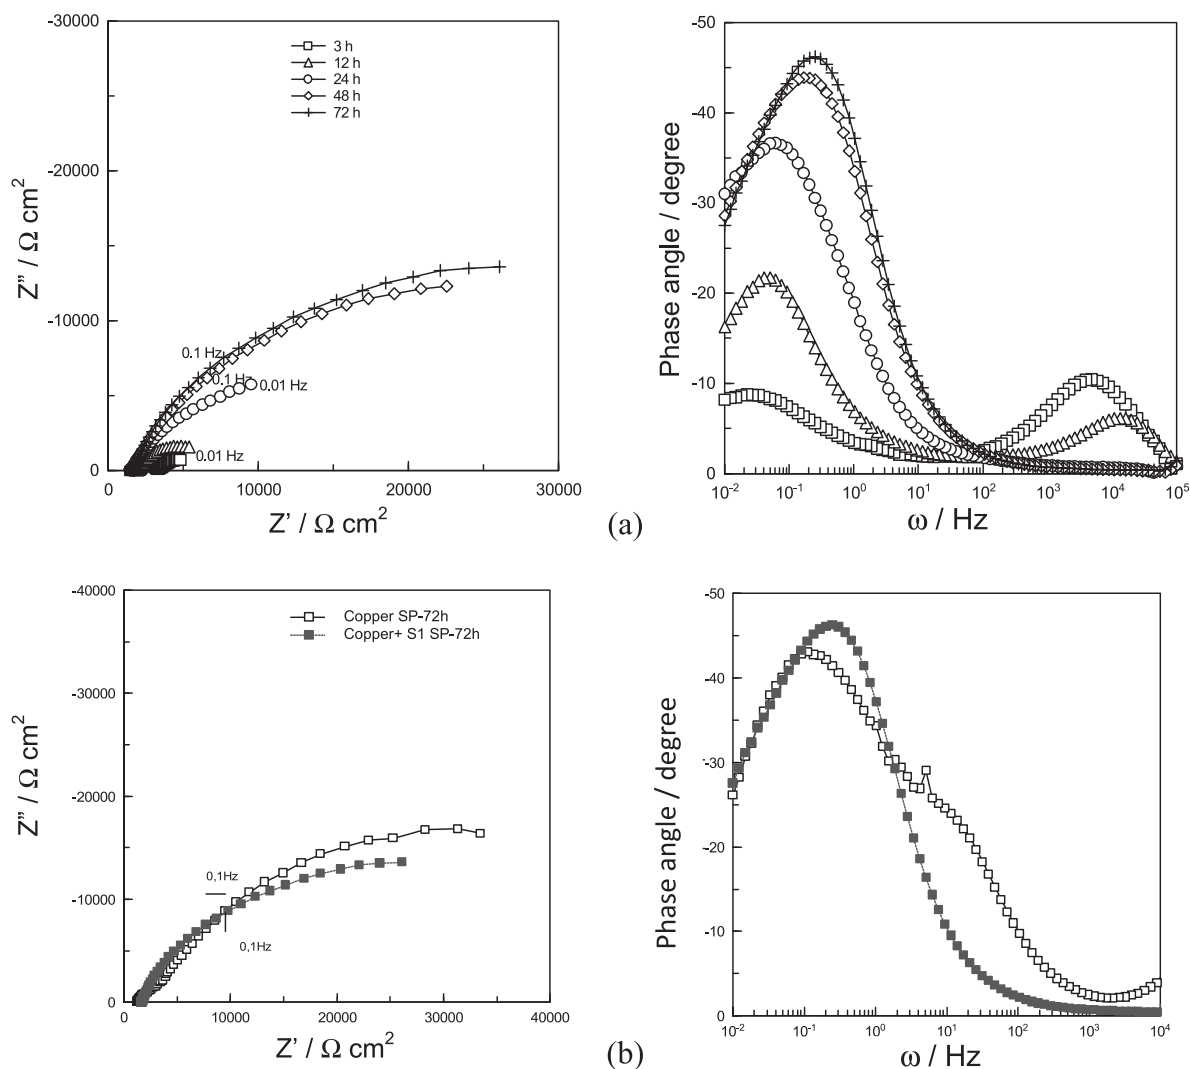 -30000
-20000
-10000
0
0
10000
20000
30000
Z'' / Ω cm²
Z' / Ω cm²
3 h
12 h
24 h
48 h
72 h
0.1 Hz
0.1 Hz
0.01 Hz
0.01 Hz
(a)
-50
-40
-30
-20
-10
0
Phase angle / degree
10⁻² 10⁻¹ 10⁰ 10¹ 10² 10³ 10⁴ 10⁵
ω / Hz
-40000
-30000
-20000
-10000
0
0 10000 20000 30000 40000
Z'' / Ω cm²
Z' / Ω cm²
Copper SP-72h
Copper+ S1 SP-72h
0,1Hz
0,1Hz
(b)
-50
-40
-30
-20
-10
0
Phase angle / degree
10⁻² 10⁻¹ 10⁰ 10¹ 10² 10³ 10⁴
ω / Hz